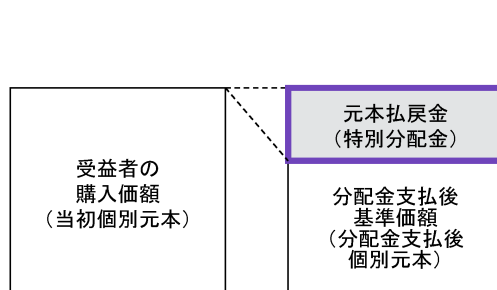 受益者の
購入価額
（当初個別元本）
元本払戻金
（特別分配金）
分配金支払後
基準価額
（分配金支払後
個別元本）